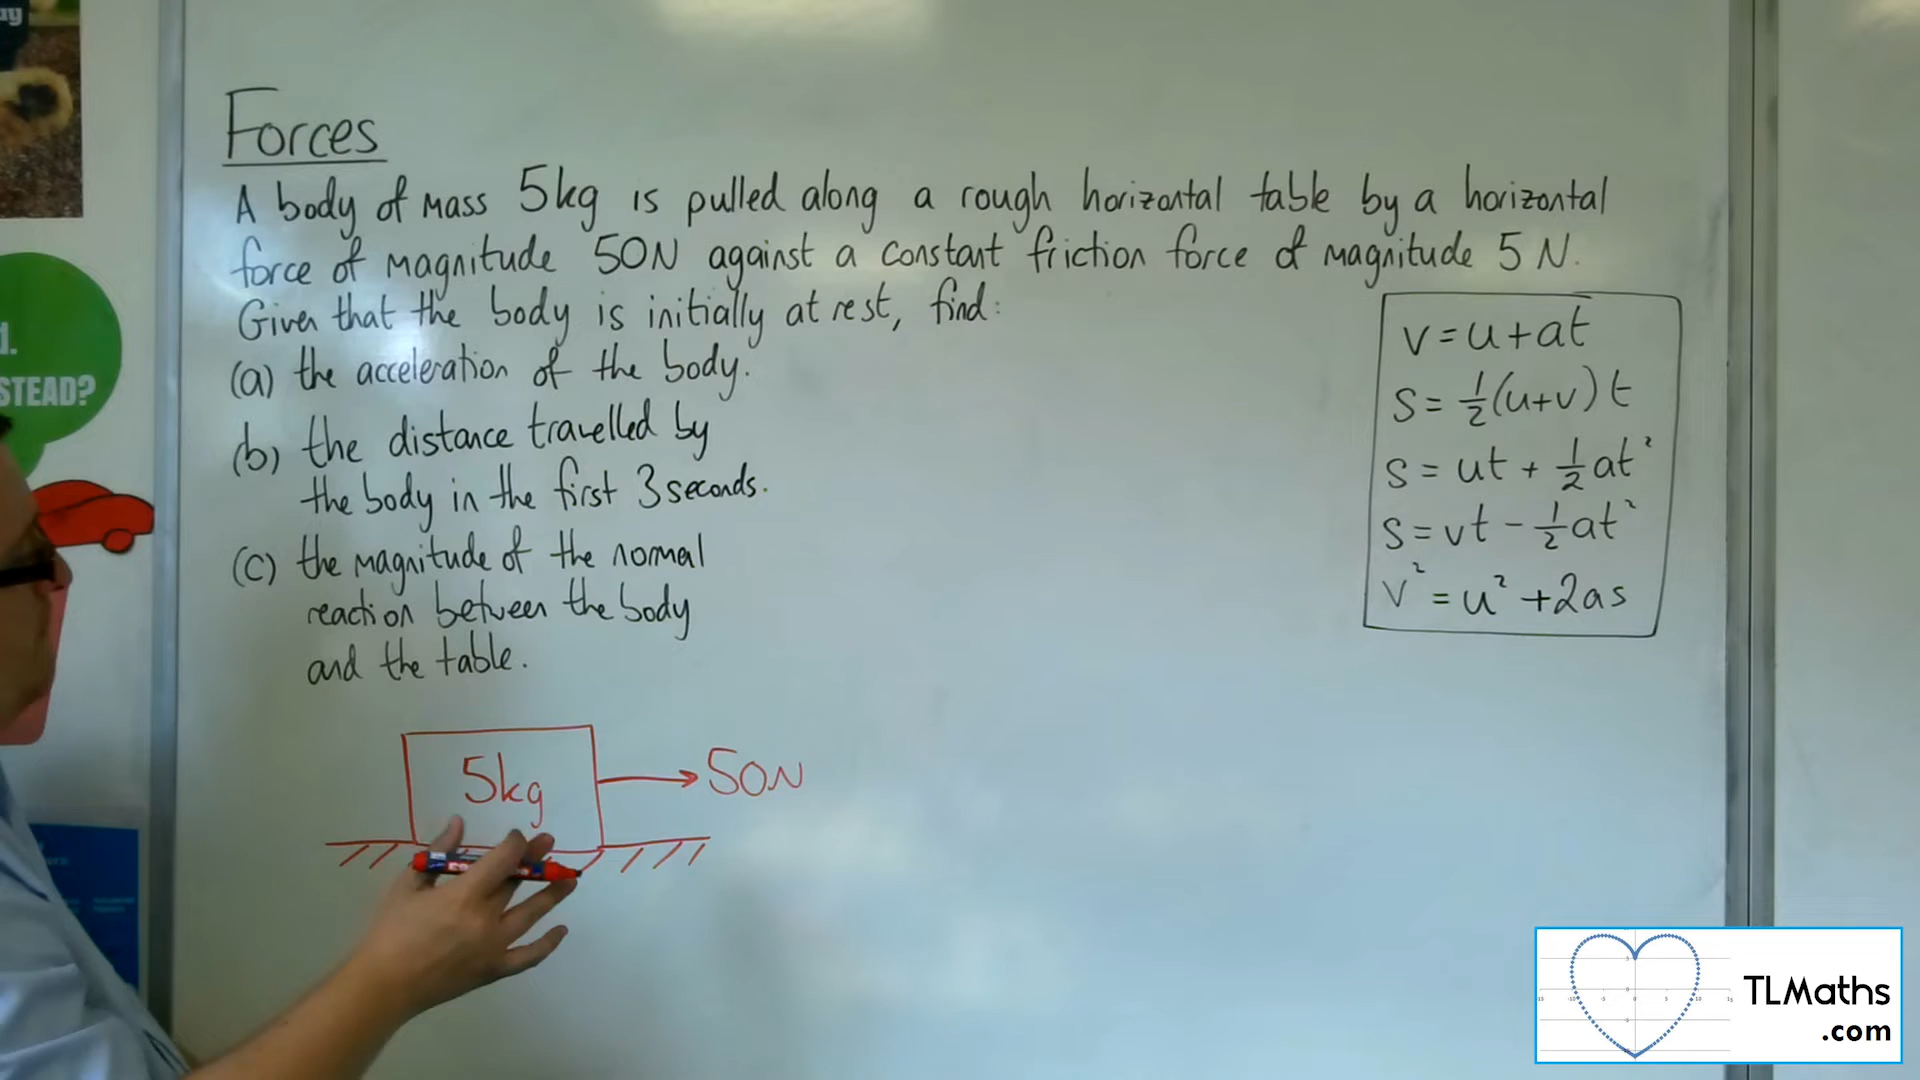 Forces
A body of mass 5kg is pulled along a rough horizontal table by a horizontal
force of magnitude 50N against a constant friction force of magnitude 5 N.
Given that the body is initially at rest, find:
(a) the acceleration of the body.
(b) the distance travelled by
the body in the first 3 seconds.
(c) the magnitude of the normal
reaction between the body
and the table.
v = u + at
s = ½(u+v) t
s = ut + ½at²
s = vt - ½at²
v² = u² + 2as
5kg
50N
STEAD?
TLMaths
.com